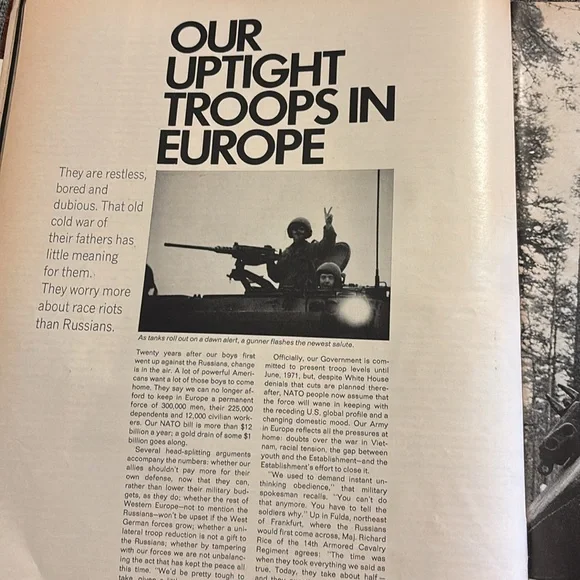 OUR
UPTIGHT
TROOPS IN
EUROPE
They are restless,
bored and
dubious. That old
cold war of
their fathers has
little meaning
for them.
They worry more
about race riots
than Russians.
As tanks roll out on a dawn alert, a gunner flashes the newest salute.
Twenty years after our boys first
went up against the Russians, change
is in the air. A lot of powerful Ameri-
cans want a lot of those boys to come
home. They say we can no longer af-
ford to keep in Europe a permanent
force of 300,000 men, their 225,000
dependents and 12,000 civilian work-
ers. Our NATO bill is more than $12
billion a year; a gold drain of some $1
billion goes along.
Several head-splitting arguments
accompany the numbers: whether our
allies shouldn't pay more for their
own defense, now that they can,
rather than lower their military bud-
gets, as they do; whether the rest of
Western Europe—not to mention the
Russians—won't be upset if the West
German forces grow; whether a uni-
lateral troop reduction is not a gift to
the Russians; whether by tampering
with our forces we are not unbalanc-
ing the act that has kept the peace all
this time. "We'd be pretty tough to
Officially, our Government is com-
mitted to present troop levels until
June, 1971, but, despite White House
denials that cuts are planned there-
after, NATO people now assume that
the force will wane in keeping with
the receding U.S. global profile and a
changing domestic mood. Our Army
in Europe reflects all the pressures at
home: doubts over the war in Viet-
nam, racial tension, the gap between
youth and the Establishment—and the
Establishment's effort to close it.
"We used to demand instant un-
thinking obedience," that military
spokesman recalls. "You can't do
that anymore. You have to tell the
soldiers why." Up in Fulda, northeast
of Frankfurt, where the Russians
would first come across, Maj. Richard
Rice of the 14th Armored Cavalry
Regiment agrees: "The time was
when they took everything we said as
true. Today, they take about half—